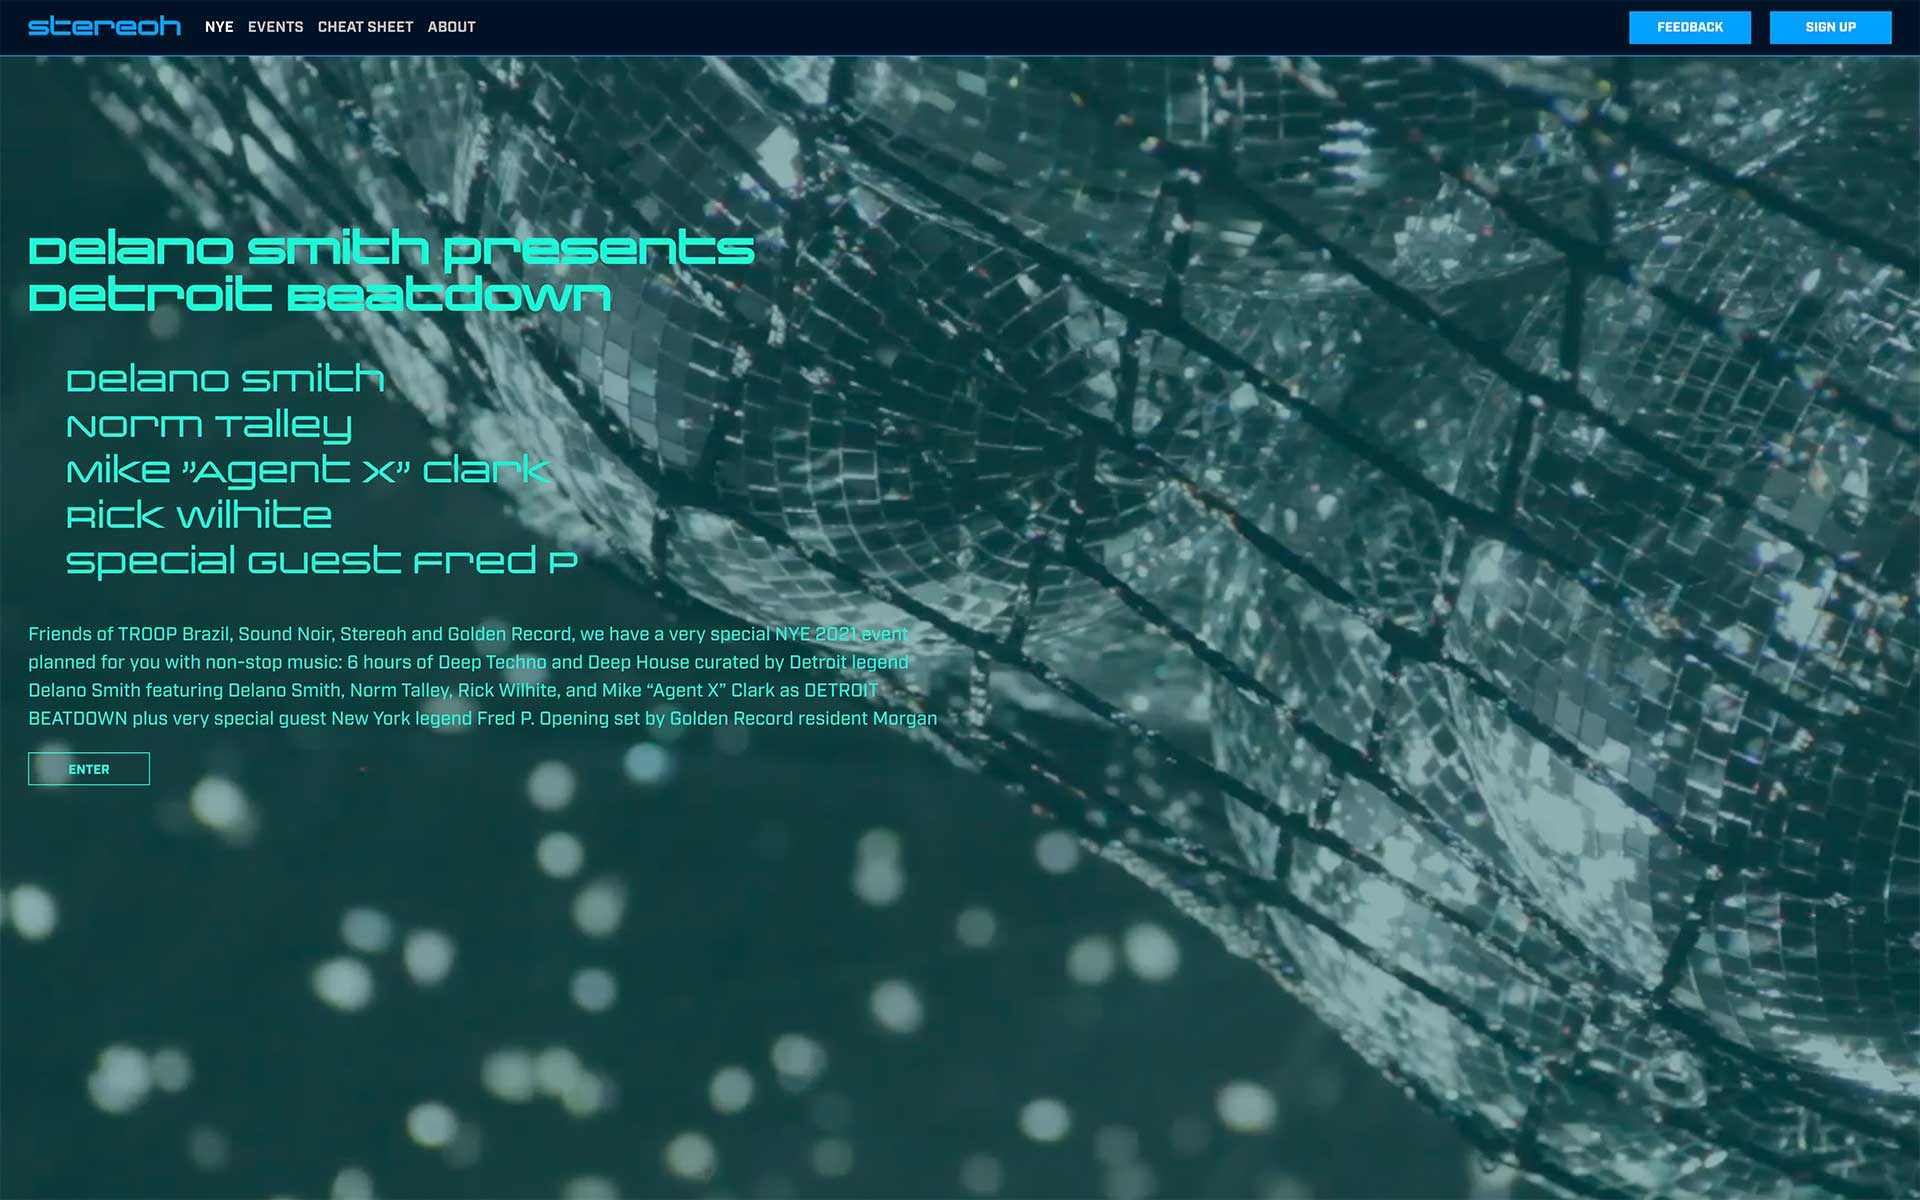 stereoh
NYE EVENTS CHEAT SHEET ABOUT
FEEDBACK SIGN UP
Delano Smith Presents
Detroit Beatdown
Delano Smith
Norm Talley
Mike ”Agent X” Clark
Rick Wilhite
Special Guest Fred P
Friends of TROOP Brazil, Sound Noir, Stereoh and Golden Record, we have a very special NYE 2021 event
planned for you with non-stop music: 6 hours of Deep Techno and Deep House curated by Detroit legend
Delano Smith featuring Delano Smith, Norm Talley, Rick Wilhite, and Mike “Agent X” Clark as DETROIT
BEATDOWN plus very special guest New York legend Fred P. Opening set by Golden Record resident Morgan
ENTER